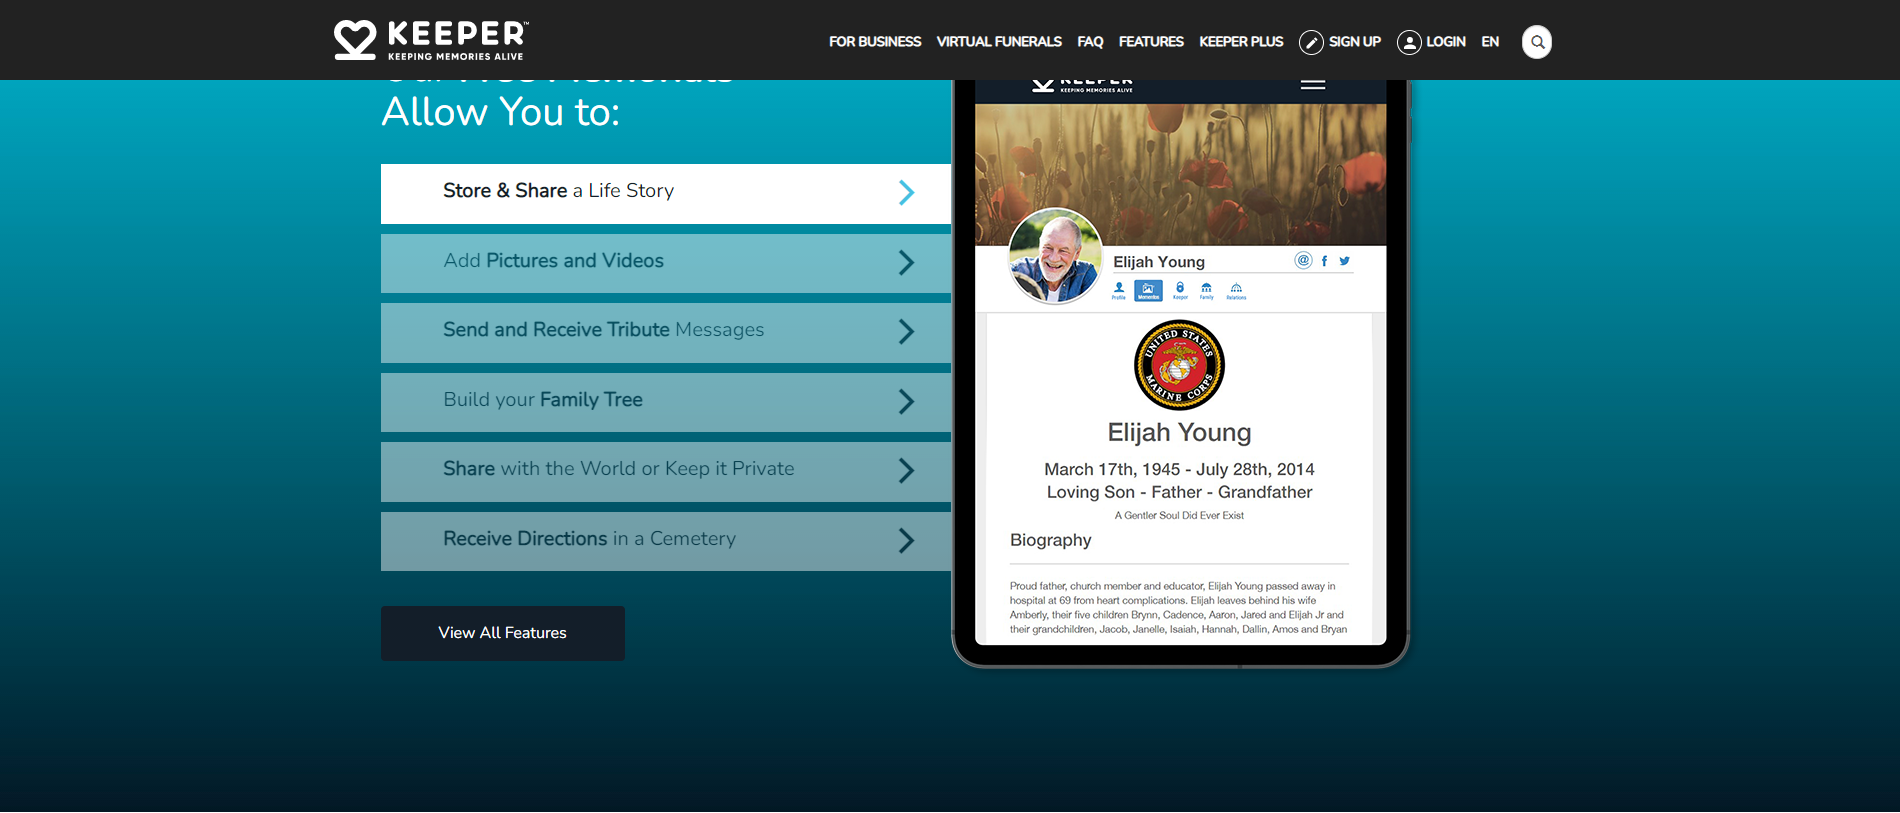 KEEPER™
KEEPING MEMORIES ALIVE
FOR BUSINESS VIRTUAL FUNERALS FAQ FEATURES KEEPER PLUS SIGN UP LOGIN EN
Our Free Memorials
Allow You to:
Store & Share a Life Story
Add Pictures and Videos
Send and Receive Tribute Messages
Build your Family Tree
Share with the World or Keep it Private
Receive Directions in a Cemetery
View All Features
KEEPER
KEEPING MEMORIES ALIVE
Elijah Young
Profile Mementos Keeper Family Relations
UNITED STATES
MARINE CORPS
Elijah Young
March 17th, 1945 - July 28th, 2014
Loving Son - Father - Grandfather
A Gentler Soul Did Ever Exist
Biography
Proud father, church member and educator, Elijah Young passed away in
hospital at 69 from heart complications. Elijah leaves behind his wife
Amberly, their five children Brynn, Cadence, Aaron, Jared and Elijah Jr and
their grandchildren, Jacob, Janelle, Isaiah, Hannah, Dallin, Amos and Bryan